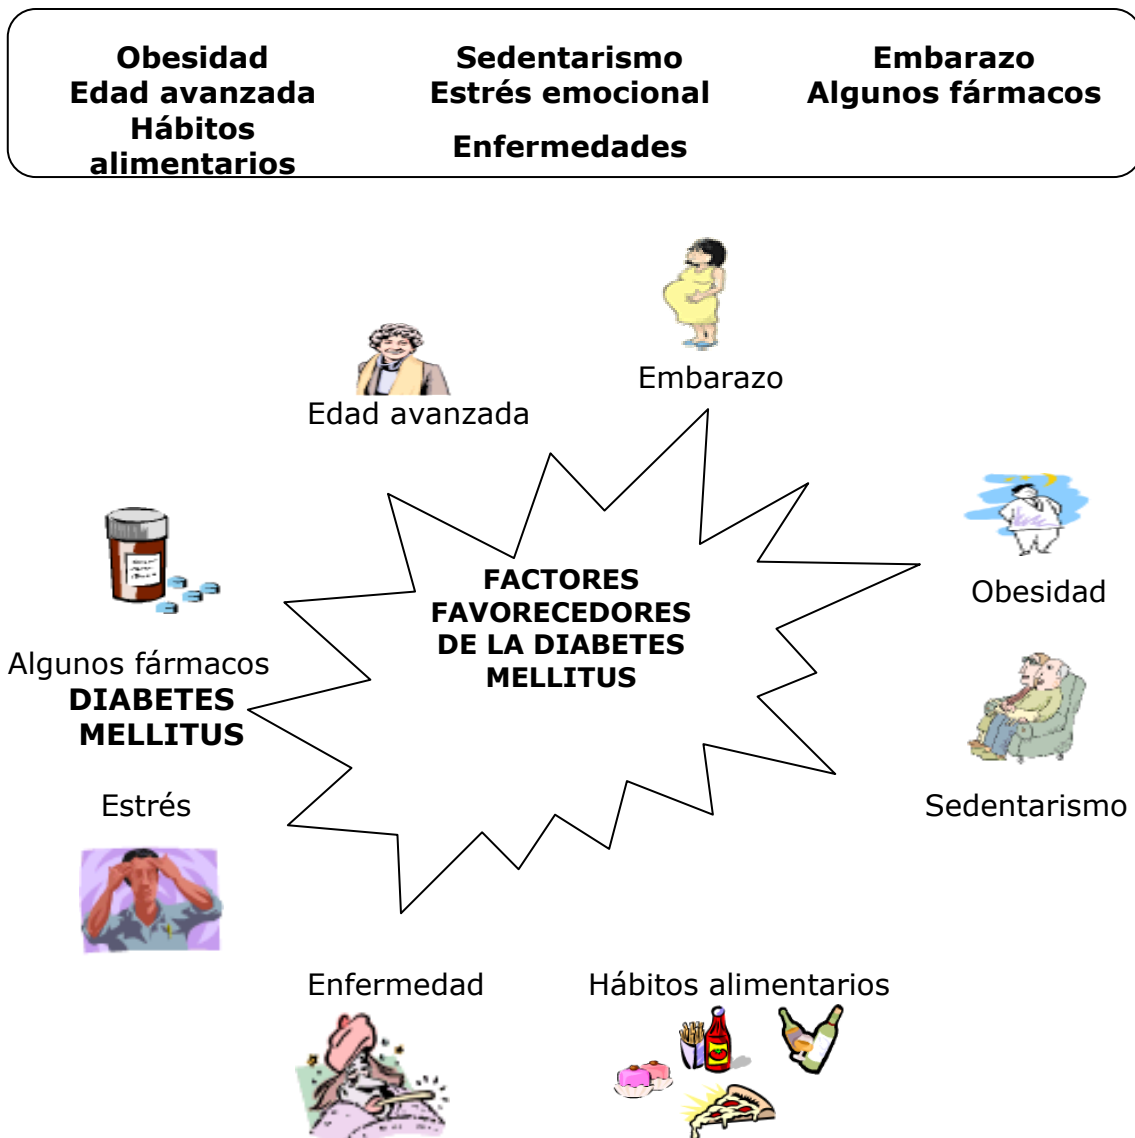 Obesidad
Sedentarismo
Embarazo
Edad avanzada
Estrés emocional
Algunos fármacos
Hábitos
alimentarios
Enfermedades
Embarazo
Edad avanzada
FACTORES
FAVORECEDORES
DE LA DIABETES
MELLITUS
Obesidad
Algunos fármacos
DIABETES
MELLITUS
Estrés
Sedentarismo
Enfermedad
Hábitos alimentarios